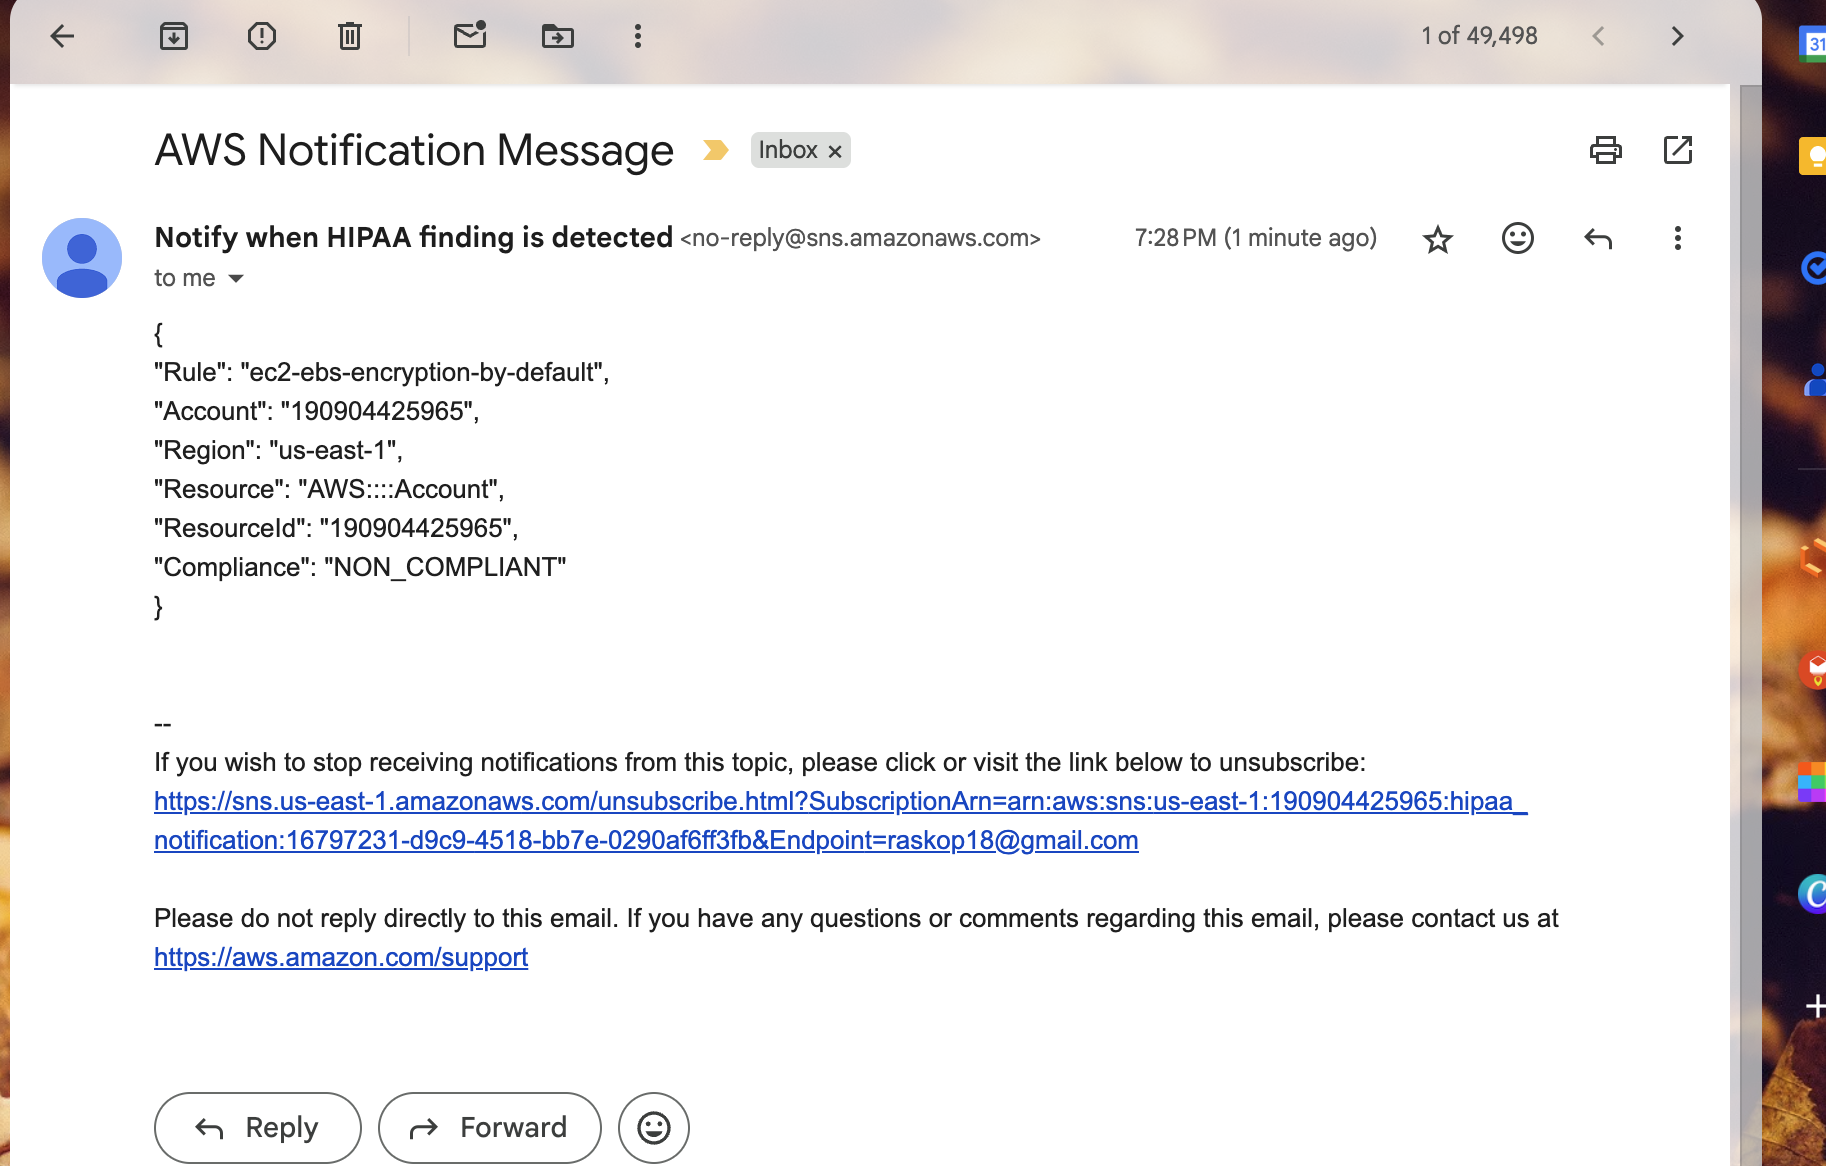 1 of 49,498
31
AWS Notification Message
Inbox ×
Notify when HIPAA finding is detected <no-reply@sns.amazonaws.com>
7:28 PM (1 minute ago)
to me
{
"Rule": "ec2-ebs-encryption-by-default",
"Account": "190904425965",
"Region": "us-east-1",
"Resource": "AWS::::Account",
"ResourceId": "190904425965",
"Compliance": "NON_COMPLIANT"
}
--
If you wish to stop receiving notifications from this topic, please click or visit the link below to unsubscribe:
https://sns.us-east-1.amazonaws.com/unsubscribe.html?SubscriptionArn=arn:aws:sns:us-east-1:190904425965:hipaa_
notification:16797231-d9c9-4518-bb7e-0290af6ff3fb&Endpoint=raskop18@gmail.com
Please do not reply directly to this email. If you have any questions or comments regarding this email, please contact us at
https://aws.amazon.com/support
Reply
Forward